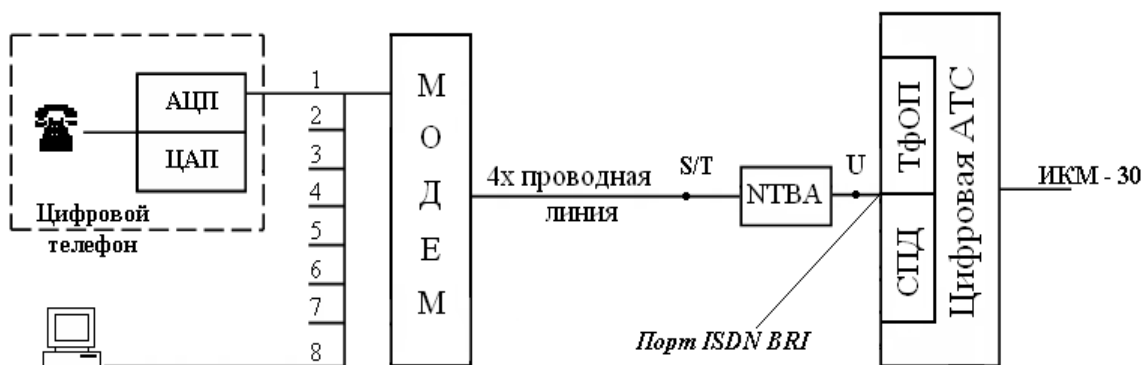 АЦП
ЦАП
Цифровой
телефон
1
2
3
4
5
6
7
8
МОДЕМ
4х проводная
линия
S/T
NTBA
U
Порт ISDN BRI
ТфОП
СПД
Цифровая АТС
ИКМ - 30